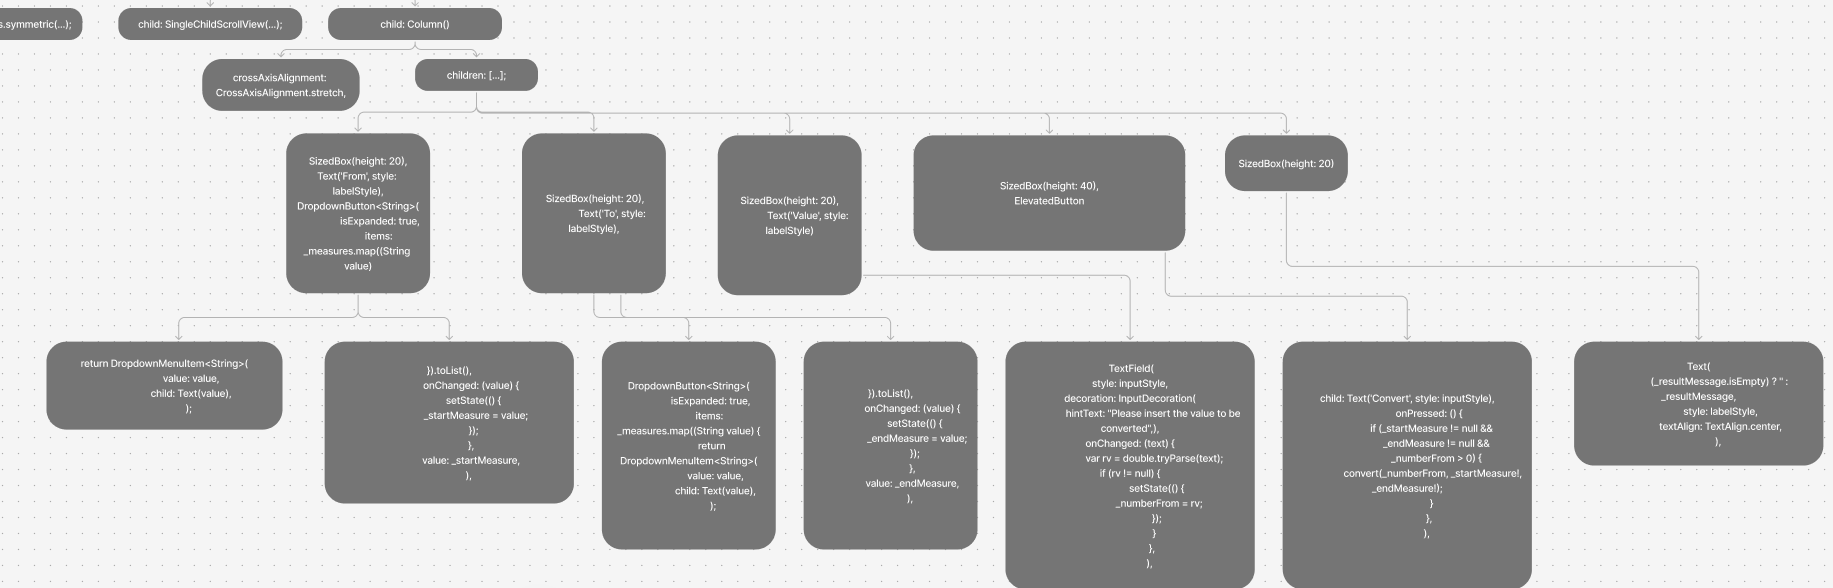 s.symmetric(...);
child: SingleChildScrollView(...);
child: Column()
crossAxisAlignment:
CrossAxisAlignment.stretch,
children: [...];
SizedBox(height: 20),
Text('From', style:
labelStyle),
DropdownButton<String>(
isExpanded: true,
items:
_measures.map((String
value)
SizedBox(height: 20),
Text('To', style:
labelStyle),
SizedBox(height: 20),
Text('Value', style:
labelStyle)
SizedBox(height: 40),
ElevatedButton
SizedBox(height: 20)
return DropdownMenuItem<String>(
value: value,
child: Text(value),
);
}).toList(),
onChanged: (value) {
setState(() {
_startMeasure = value;
});
},
value: _startMeasure,
),
DropdownButton<String>(
isExpanded: true,
items:
_measures.map((String value) {
return
DropdownMenuItem<String>(
value: value,
child: Text(value),
);
}).toList(),
onChanged: (value) {
setState(() {
_endMeasure = value;
});
},
value: _endMeasure,
),
TextField(
style: inputStyle,
decoration: InputDecoration(
hintText: "Please insert the value to be
converted",),
onChanged: (text) {
var rv = double.tryParse(text);
if (rv != null) {
setState(() {
_numberFrom = rv;
});
}
},
),
child: Text('Convert', style: inputStyle),
onPressed: () {
if (_startMeasure != null &&
_endMeasure != null &&
_numberFrom > 0) {
convert(_numberFrom, _startMeasure!,
_endMeasure!);
}
},
),
Text(
(_resultMessage.isEmpty) ? '' :
_resultMessage,
style: labelStyle,
textAlign: TextAlign.center,
),